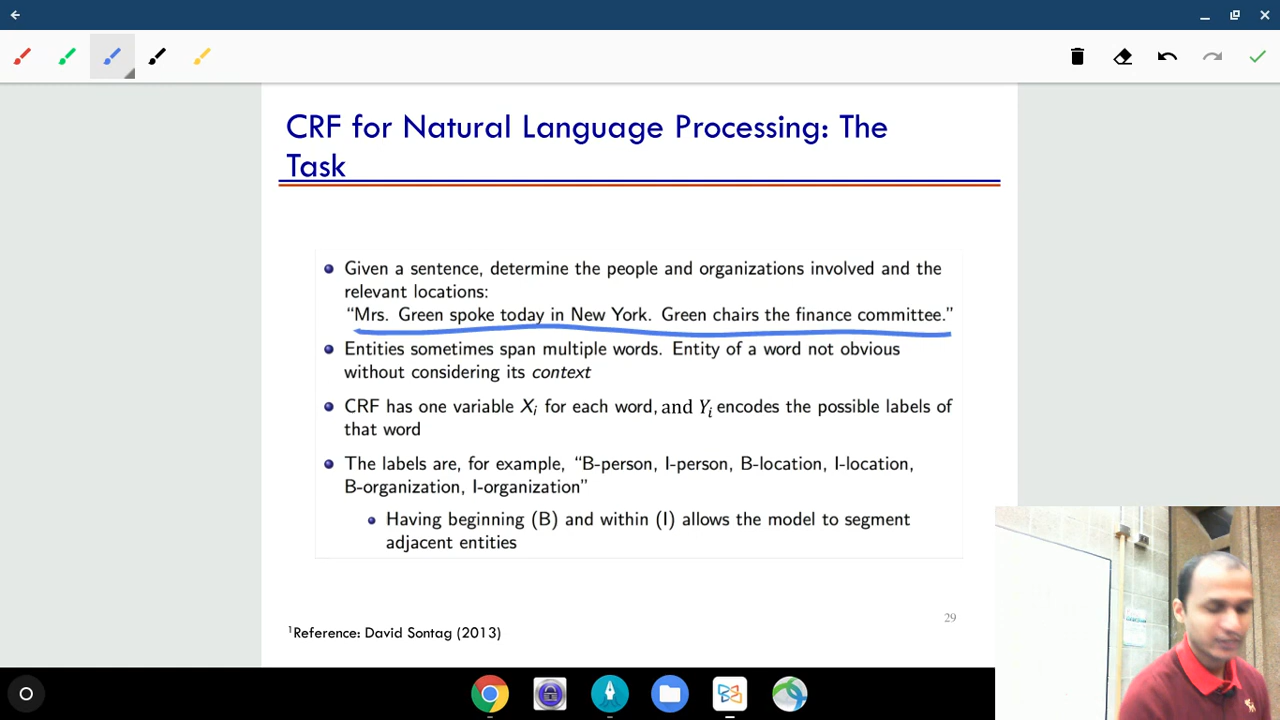 CRF for Natural Language Processing: The
Task
Given a sentence, determine the people and organizations involved and the
relevant locations:
“Mrs. Green spoke today in New York. Green chairs the finance committee.”
Entities sometimes span multiple words. Entity of a word not obvious
without considering its context
CRF has one variable Xi for each word, and Yi encodes the possible labels of
that word
The labels are, for example, “B-person, I-person, B-location, I-location,
B-organization, I-organization”
Having beginning (B) and within (I) allows the model to segment
adjacent entities
29
1Reference: David Sontag (2013)